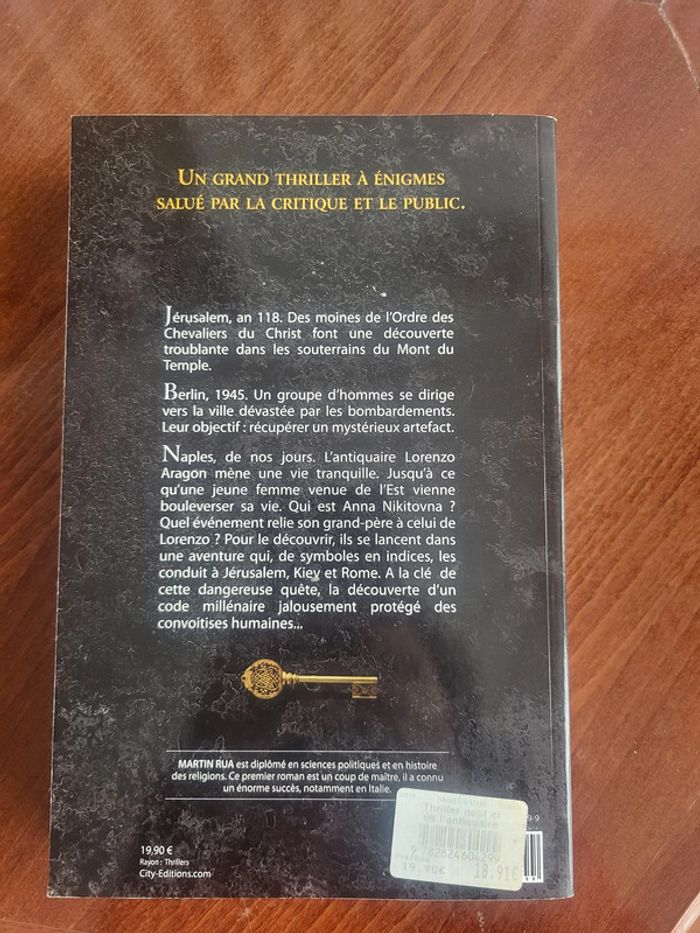 UN GRAND THRILLER À ÉNIGMES
SALUÉ PAR LA CRITIQUE ET LE PUBLIC.
Jérusalem, an 118. Des moines de l'Ordre des
Chevaliers du Christ font une découverte
troublante dans les souterrains du Mont du
Temple.
Berlin, 1945. Un groupe d'hommes se dirige
vers la ville dévastée par les bombardements.
Leur objectif : récupérer un mystérieux artefact.
Naples, de nos jours. L'antiquaire Lorenzo
Aragon mène une vie tranquille. Jusqu'à ce
qu'une jeune femme venue de l'Est vienne
bouleverser sa vie. Qui est Anna Nikitovna ?
Quel événement relie son grand-père à celui de
Lorenzo ? Pour le découvrir, ils se lancent dans
une aventure qui, de symboles en indices, les
conduit à Jérusalem, Kiev et Rome. A la clé de
cette dangereuse quête, la découverte d'un
code millénaire jalousement protégé des
convoitises humaines...
MARTIN RUA est diplômé en sciences politiques et en histoire
des religions. Ce premier roman est un coup de maître, il a connu
un énorme succès, notamment en Italie.
Thriller neuf et
9-9
9 782824604299
19.90€ 18.91€
19,90 €
Rayon : Thrillers
City-Editions.com